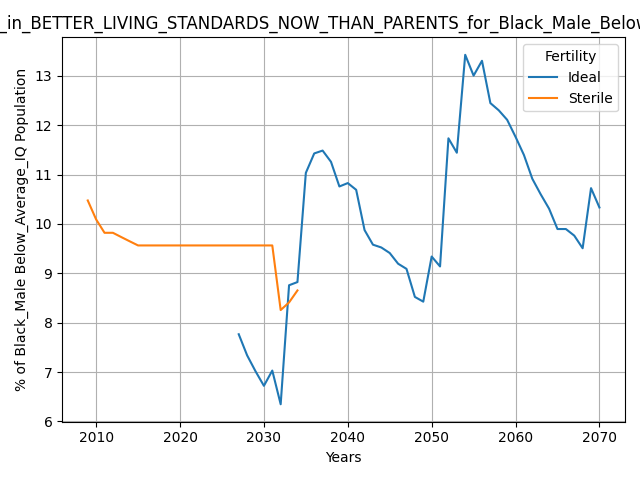 _in_BETTER_LIVING_STANDARDS_NOW_THAN_PARENTS_for_Black_Male_Below
% of Black_Male Below_Average_IQ Population
13
12
11
10
9
8
7
6
Fertility
Ideal
Sterile
2010 2020 2030 2040 2050 2060 2070
Years